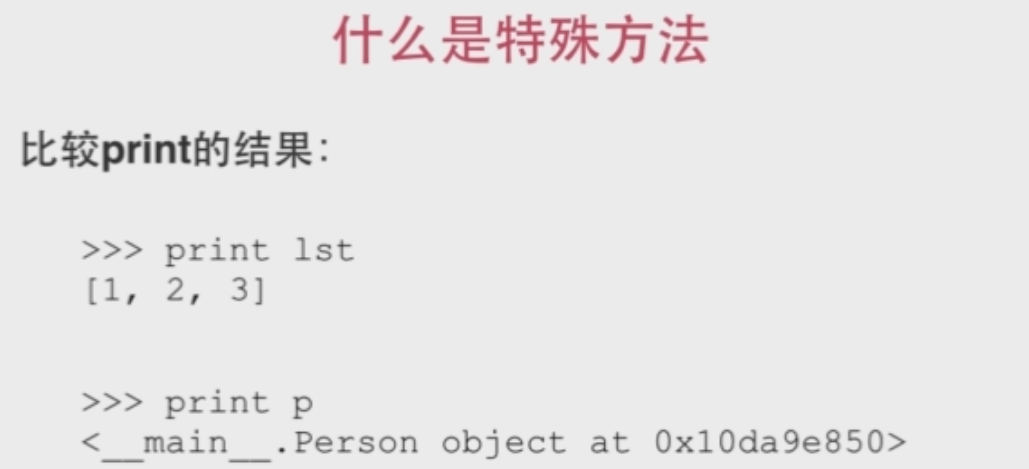 什么是特殊方法
比较print的结果：
>>> print lst
[1, 2, 3]
>>> print p
<__main__.Person object at 0x10da9e850>